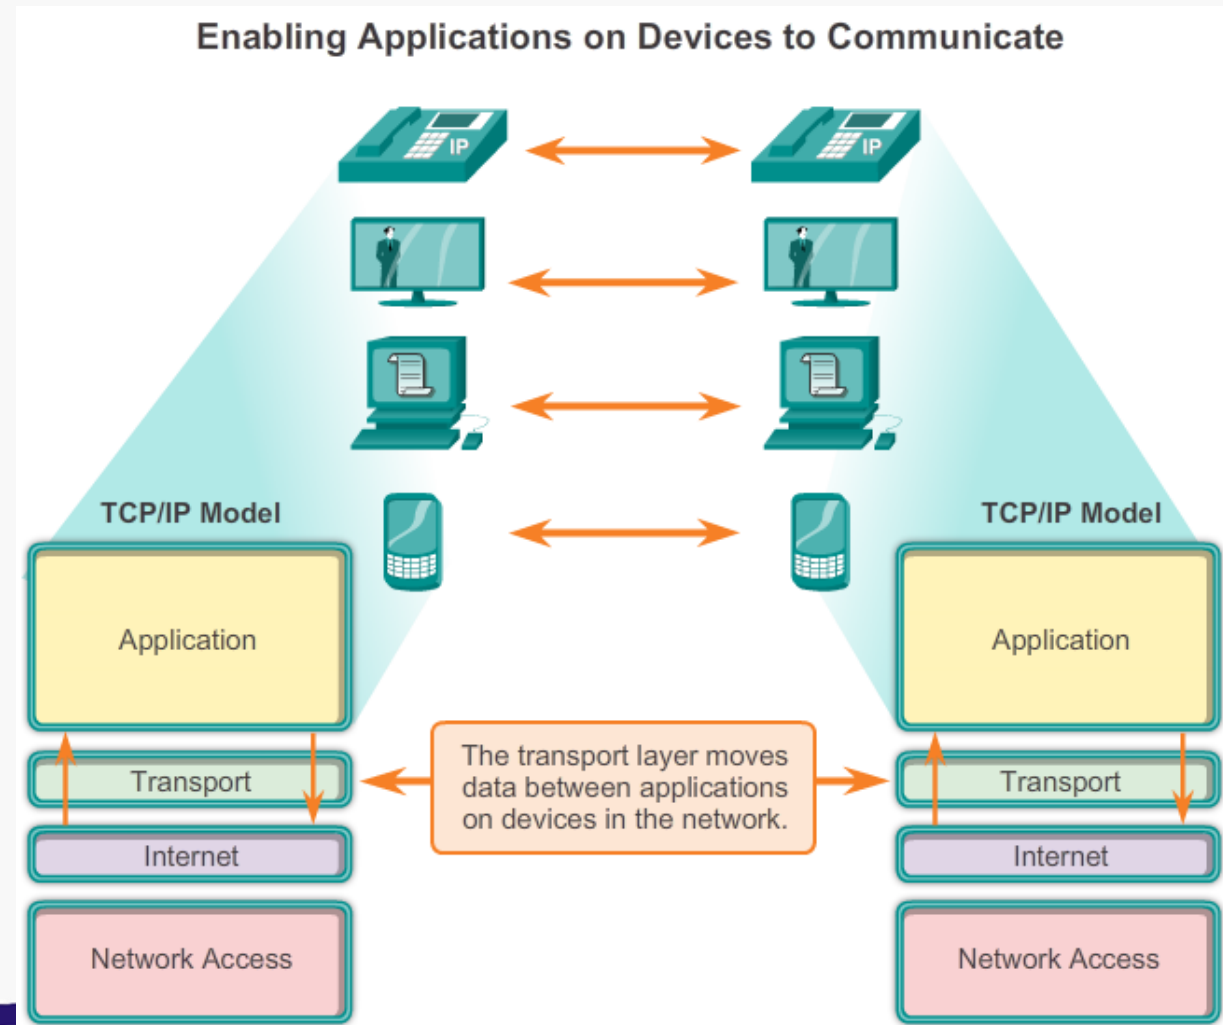 Enabling Applications on Devices to Communicate
IP
IP
TCP/IP Model
TCP/IP Model
Application
Application
The transport layer moves
data between applications
on devices in the network.
Transport
Transport
Internet
Internet
Network Access
Network Access